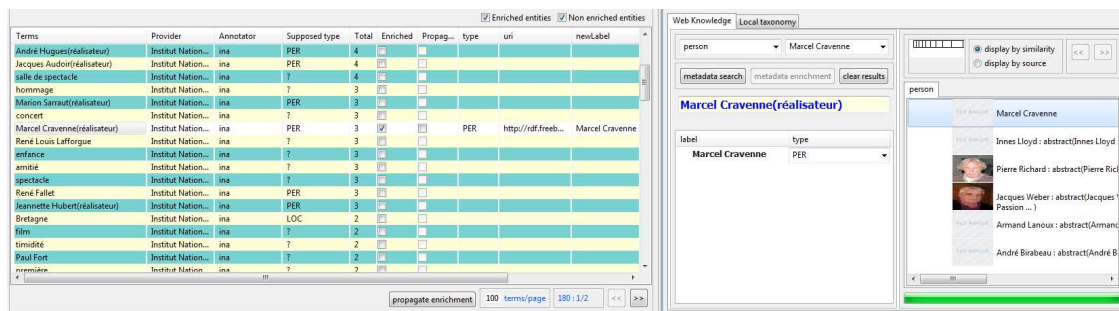 Enriched entities Non enriched entities
Terms Provider Annotator Supposed type Total Enriched Propag... type uri newLabel
André Hugues(réalisateur) Institut Nation... ina PER 4
Jacques Audoir(réalisateur) Institut Nation... ina PER 4
salle de spectacle Institut Nation... ina ? 4
hommage Institut Nation... ina ? 3
Marion Sarraut(réalisateur) Institut Nation... ina PER 3
concert Institut Nation... ina ? 3
Marcel Cravenne(réalisateur) Institut Nation... ina PER 3 PER http://rdf.freeb... Marcel Cravenne
René Louis Lafforgue Institut Nation... ina ? 3
enfance Institut Nation... ina ? 3
amitié Institut Nation... ina ? 3
spectacle Institut Nation... ina ? 3
René Fallet Institut Nation... ina PER 3
Jeannette Hubert(réalisateur) Institut Nation... ina PER 3
Bretagne Institut Nation... ina LOC 2
film Institut Nation... ina ? 2
timidité Institut Nation... ina ? 2
Paul Fort Institut Nation... ina ? 2
première Institut Nation... ina ? 2
propagate enrichment 100 terms/page 180 : 1/2 << >>
Web Knowledge Local taxonomy
person Marcel Cravenne
metadata search metadata enrichment clear results
Marcel Cravenne(réalisateur)
label type
Marcel Cravenne PER
display by similarity << >>
display by source
person
Marcel Cravenne
Innes Lloyd : abstract(Innes Lloyd
Pierre Richard : abstract(Pierre Ricl
Jacques Weber : abstract(Jacques
Passion ... )
Armand Lanoux : abstract(Armanc
André Birabeau : abstract(André B